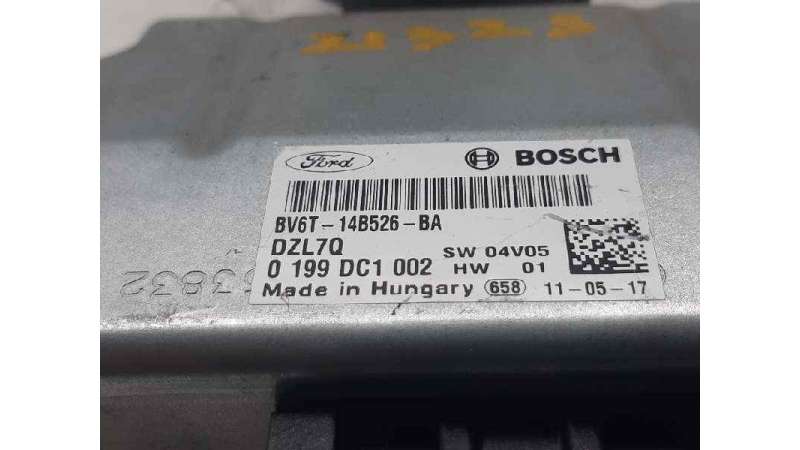 Ford BOSCH
BV6T-14B526-BA
DZL7Q SW 04V05
0 199 DC1 002 HW 01
Made in Hungary 658 11-05-17